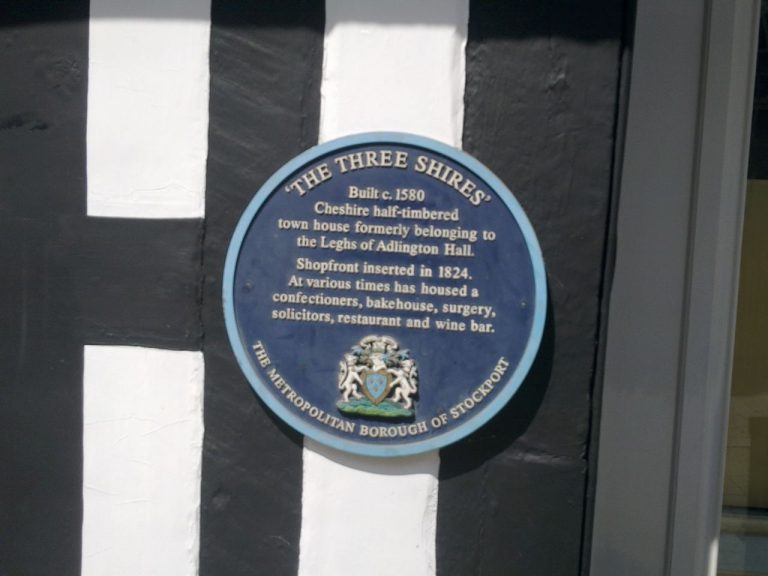 'THE THREE SHIRES'
Built c. 1580
Cheshire half-timbered
town house formerly belonging to
the Leghs of Adlington Hall.
Shopfront inserted in 1824.
At various times has housed a
confectioners, bakehouse, surgery,
solicitors, restaurant and wine bar.
THE METROPOLITAN BOROUGH OF STOCKPORT